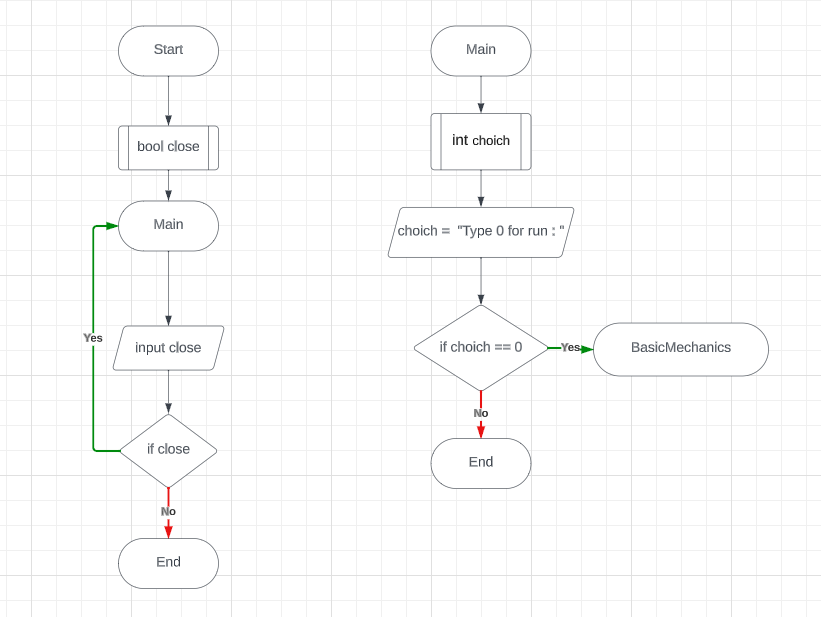 Start
bool close
Main
Yes
input close
if close
No
End
Main
int choich
choich = "Type 0 for run : "
if choich == 0
Yes
BasicMechanics
No
End